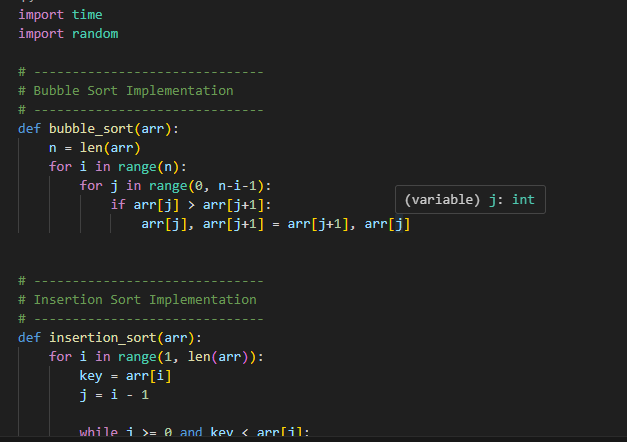 import time
import random
# ------------------------------
# Bubble Sort Implementation
# ------------------------------
def bubble_sort(arr):
    n = len(arr)
    for i in range(n):
        for j in range(0, n-i-1):
            if arr[j] > arr[j+1]:
(variable) j: int
                arr[j], arr[j+1] = arr[j+1], arr[j]
# ------------------------------
# Insertion Sort Implementation
# ------------------------------
def insertion_sort(arr):
    for i in range(1, len(arr)):
        key = arr[i]
        j = i - 1
        while j >= 0 and key < arr[j]: